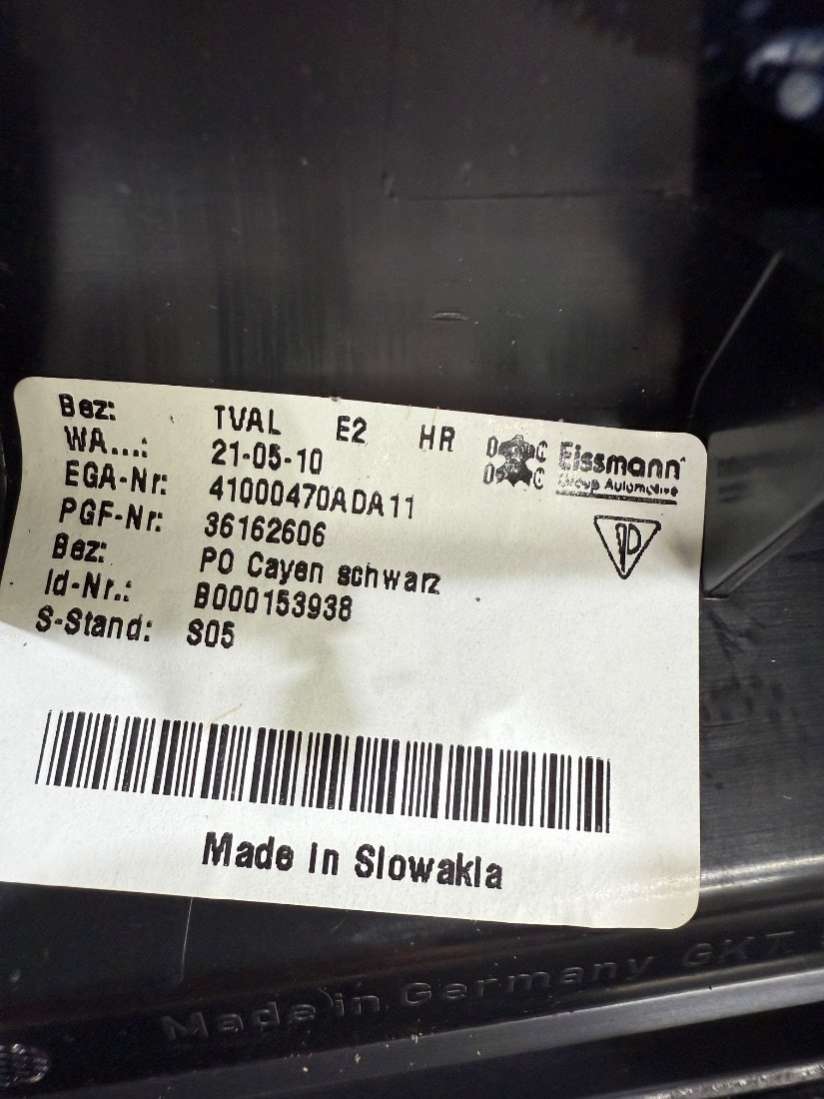 Bez: TVAL E2 HR
WA...: 21-05-10
EGA-Nr: 41000470ADA11
PGF-Nr: 36162606
Bez: PO Cayen schwarz
Id-Nr.: B000153938
S-Stand: S05
Eissmann
Group Automotive
Made in Slowakia
Made in Germany GKT